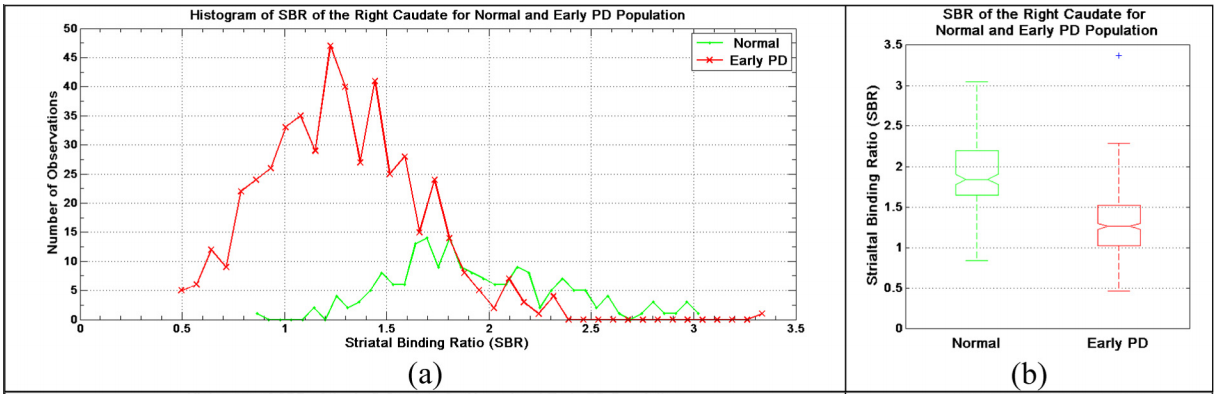 Histogram of SBR of the Right Caudate for Normal and Early PD Population
50
45
40
35
30
25
20
15
10
5
0
Number of Observations
Normal
Early PD
0
0.5
1
1.5
2
2.5
3
3.5
Striatal Binding Ratio (SBR)
(a)
SBR of the Right Caudate for
Normal and Early PD Population
3.5
3
2.5
2
1.5
1
0.5
0
Strialtal Binding Ratio (SBR)
Normal
Early PD
(b)